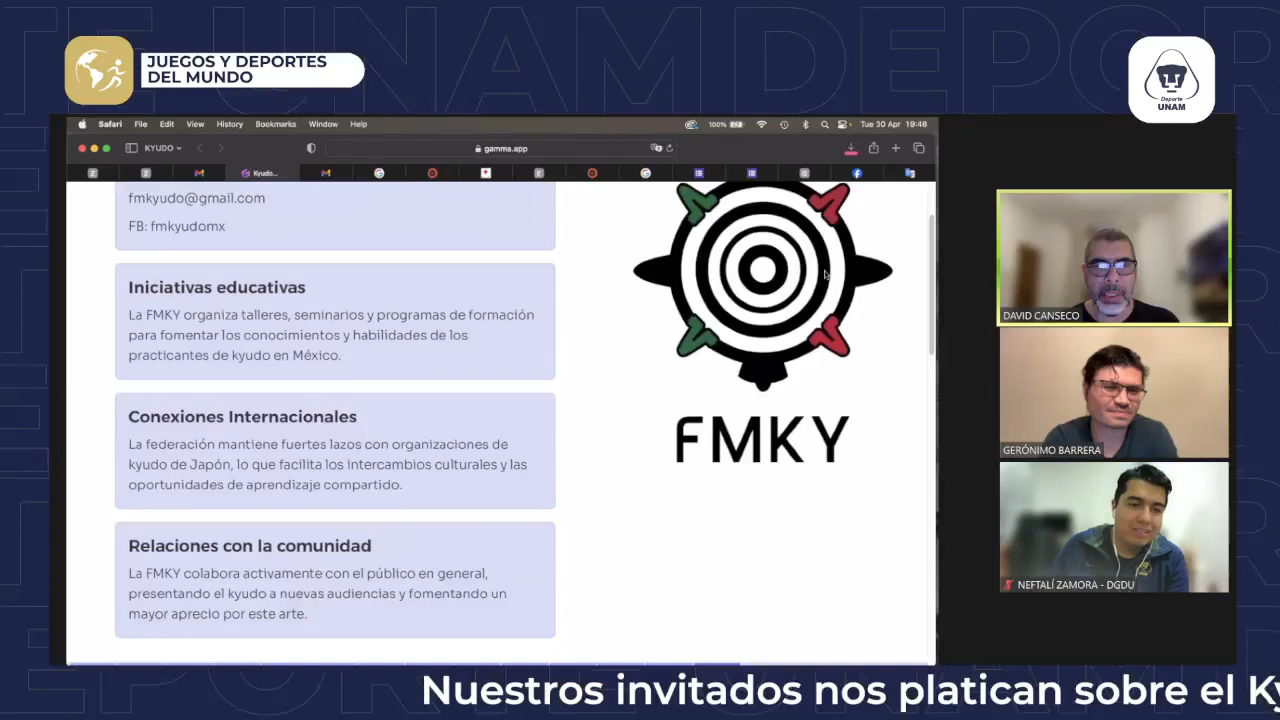 JUEGOS Y DEPORTES
DEL MUNDO
Deporte
UNAM
Safari File Edit View History Bookmarks Window Help
100% Tue 30 Apr 19:48
KYUDO
gamma.app
Kyudo...
fmkyudo@gmail.com
FB: fmkyudomx
Iniciativas educativas
La FMKY organiza talleres, seminarios y programas de formación
para fomentar los conocimientos y habilidades de los
practicantes de kyudo en México.
Conexiones Internacionales
La federación mantiene fuertes lazos con organizaciones de
kyudo de Japón, lo que facilita los intercambios culturales y las
oportunidades de aprendizaje compartido.
Relaciones con la comunidad
La FMKY colabora activamente con el público en general,
presentando el kyudo a nuevas audiencias y fomentando un
mayor aprecio por este arte.
FMKY
DAVID CANSECO
GERÓNIMO BARRERA
NEFTALÍ ZAMORA - DGDU
Nuestros invitados nos platican sobre el Ky